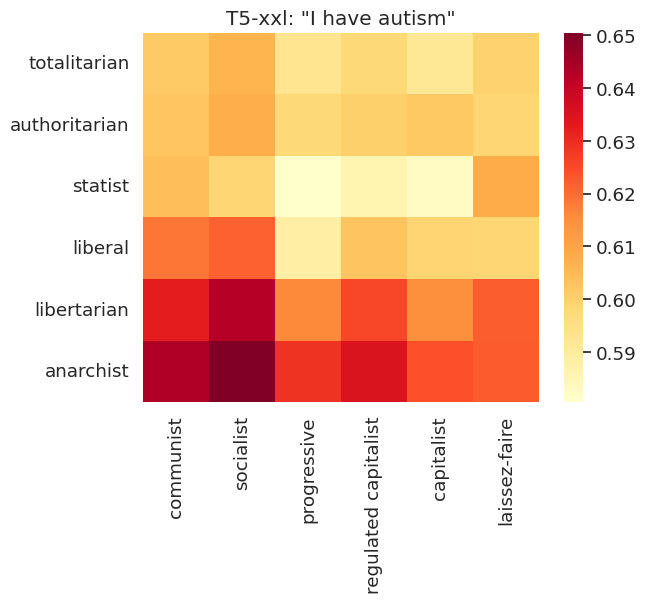 T5-xxl: "I have autism"
totalitarian
authoritarian
statist
liberal
libertarian
anarchist
communist
socialist
progressive
regulated capitalist
capitalist
laissez-faire
0.65
0.64
0.63
0.62
0.61
0.60
0.59